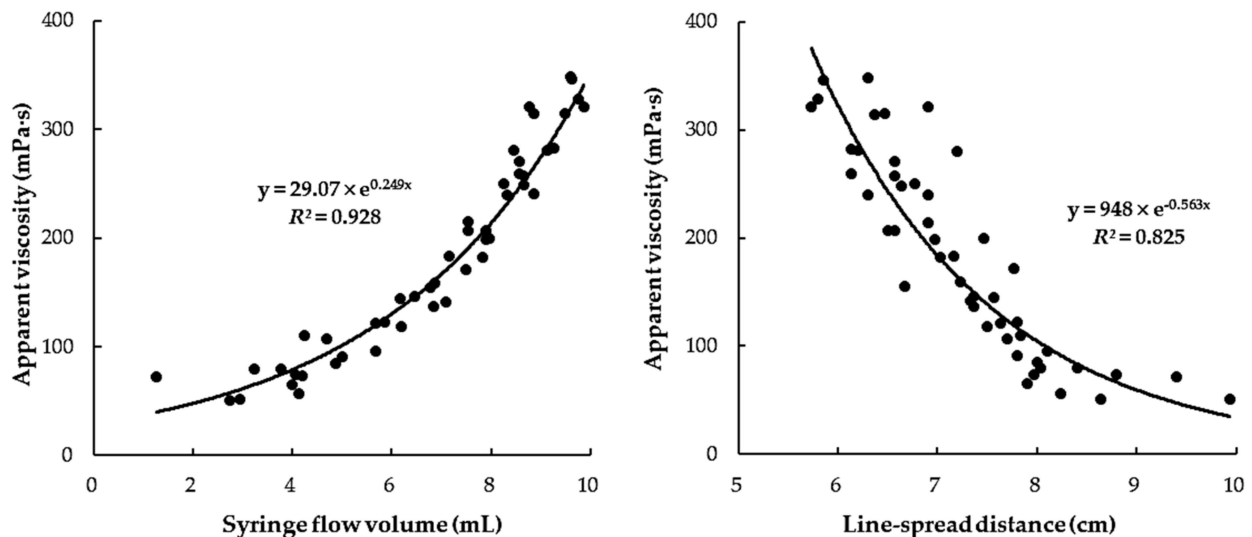 400
300
200
100
0
Apparent viscosity (mPa·s)
y = 29.07 × e^0.249x
R² = 0.928
0 2 4 6 8 10
Syringe flow volume (mL)
400
300
200
100
0
Apparent viscosity (mPa·s)
y = 948 × e^-0.563x
R² = 0.825
5 6 7 8 9 10
Line-spread distance (cm)